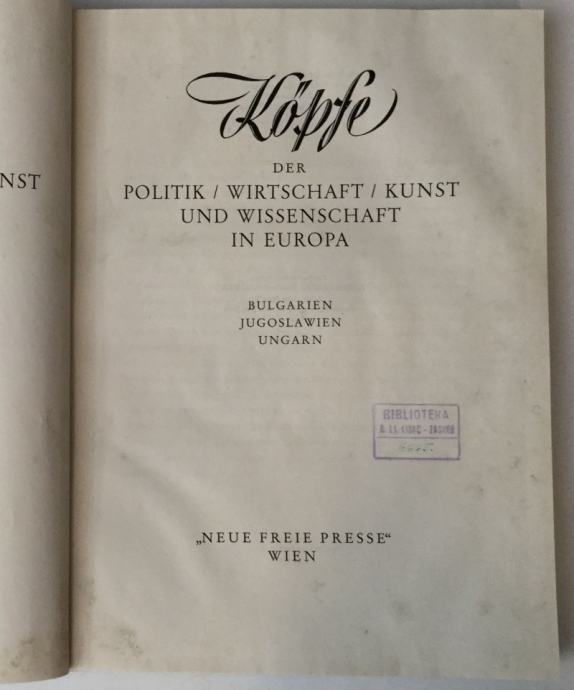 NST
Köpfe
DER
POLITIK / WIRTSCHAFT / KUNST
UND WISSENSCHAFT
IN EUROPA
BULGARIEN
JUGOSLAWIEN
UNGARN
BIBLIOTEKA
„NEUE FREIE PRESSE“
WIEN